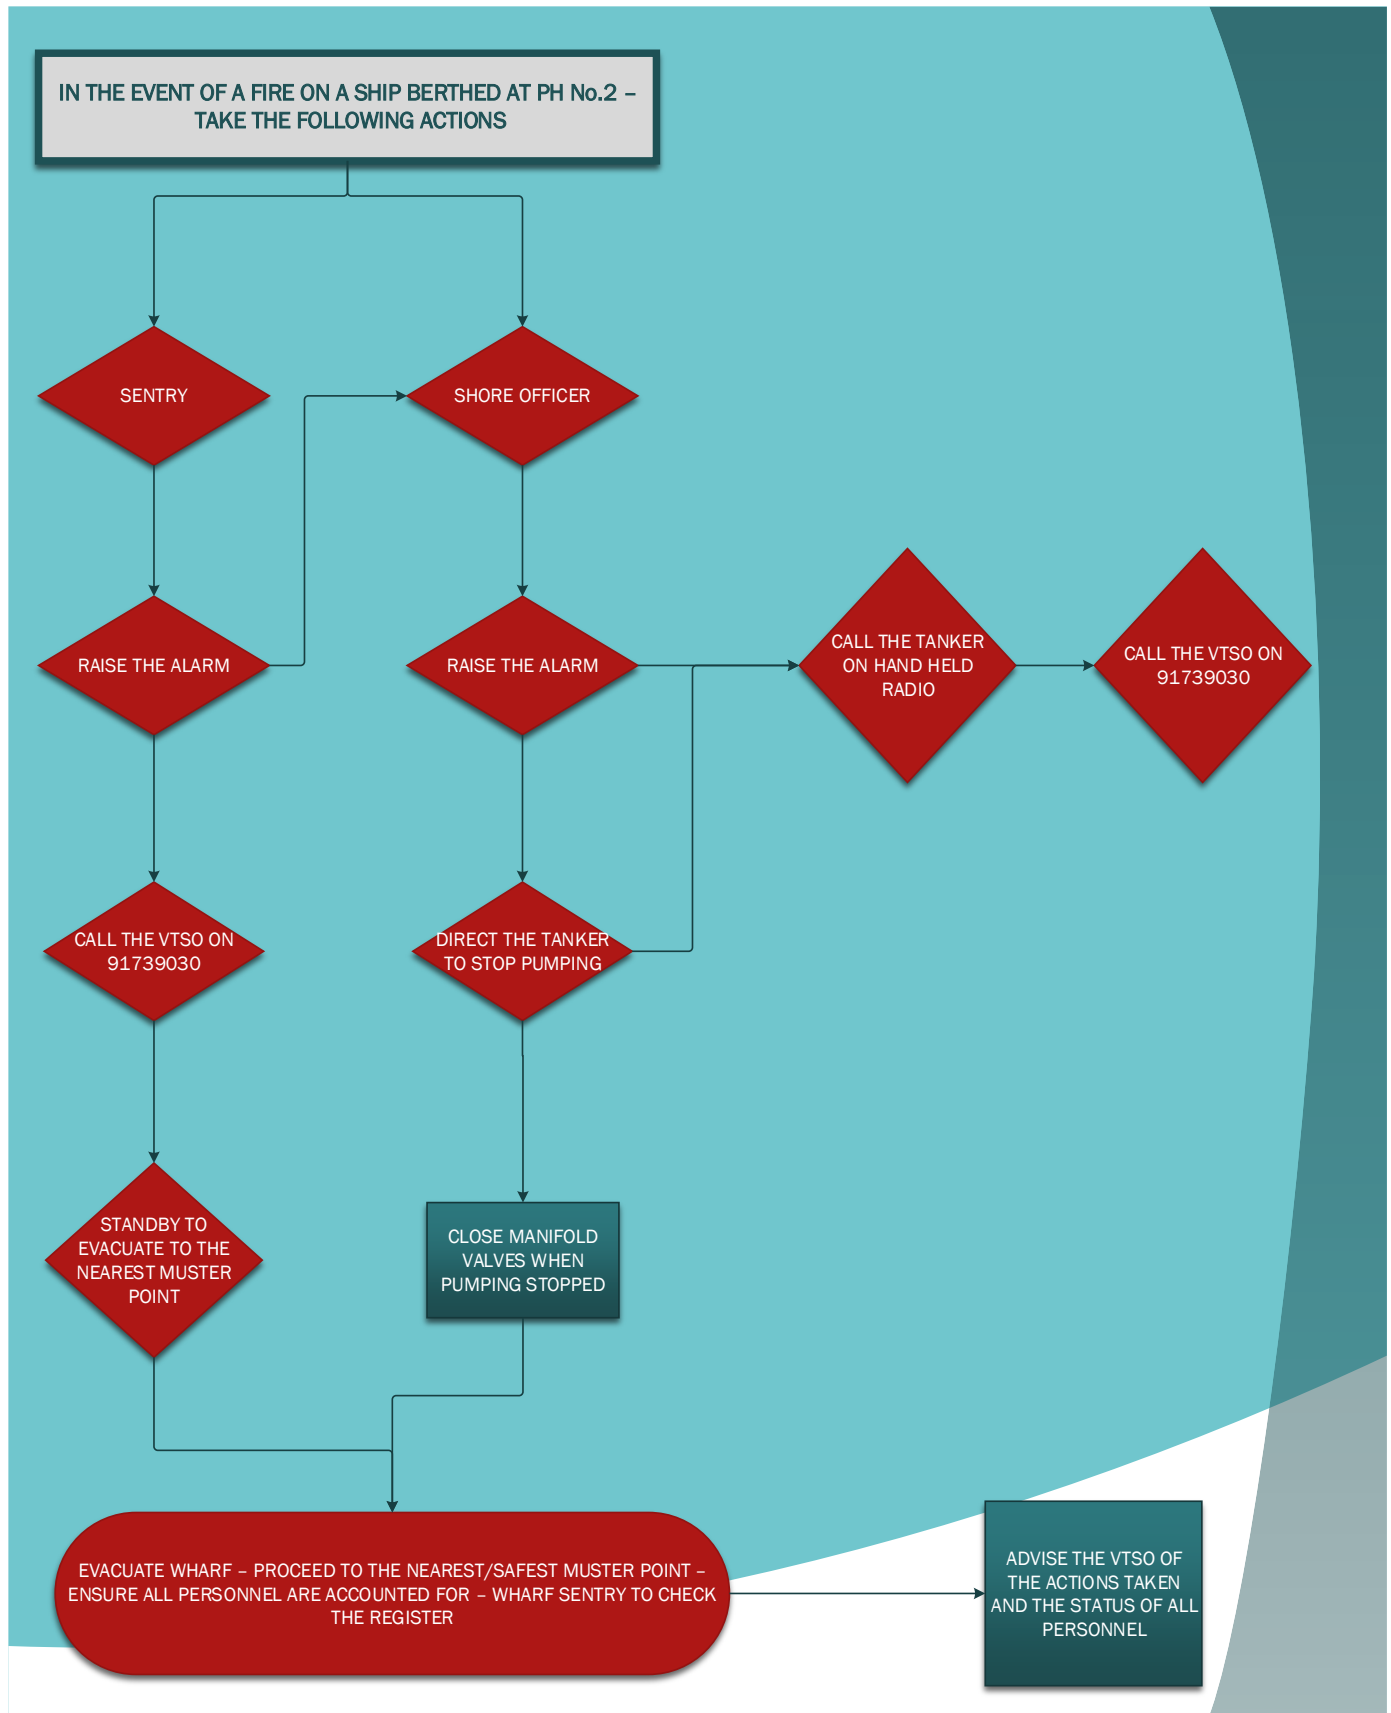 IN THE EVENT OF A FIRE ON A SHIP BERTHED AT PH No.2 –
TAKE THE FOLLOWING ACTIONS
SENTRY
SHORE OFFICER
RAISE THE ALARM
RAISE THE ALARM
CALL THE TANKER
ON HAND HELD
RADIO
CALL THE VTSO ON
91739030
CALL THE VTSO ON
91739030
DIRECT THE TANKER
TO STOP PUMPING
STANDBY TO
EVACUATE TO THE
NEAREST MUSTER
POINT
CLOSE MANIFOLD
VALVES WHEN
PUMPING STOPPED
EVACUATE WHARF – PROCEED TO THE NEAREST/SAFEST MUSTER POINT –
ENSURE ALL PERSONNEL ARE ACCOUNTED FOR – WHARF SENTRY TO CHECK
THE REGISTER
ADVISE THE VTSO OF
THE ACTIONS TAKEN
AND THE STATUS OF ALL
PERSONNEL